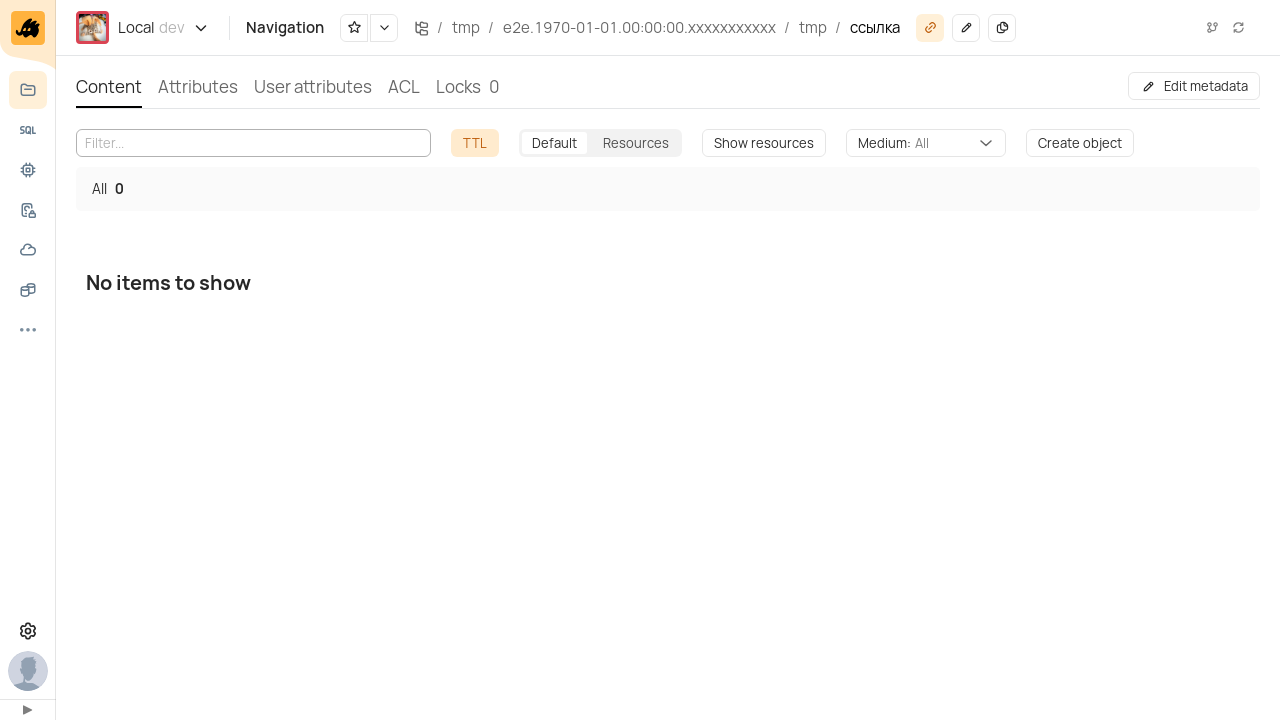 Local dev Navigation / tmp / e2e.1970-01-01.00:00:00.xxxxxxxxxxx / tmp / ссылка
Content Attributes User attributes ACL Locks 0 Edit metadata
SQL
Filter... TTL Default Resources Show resources Medium: All Create object
All 0
No items to show